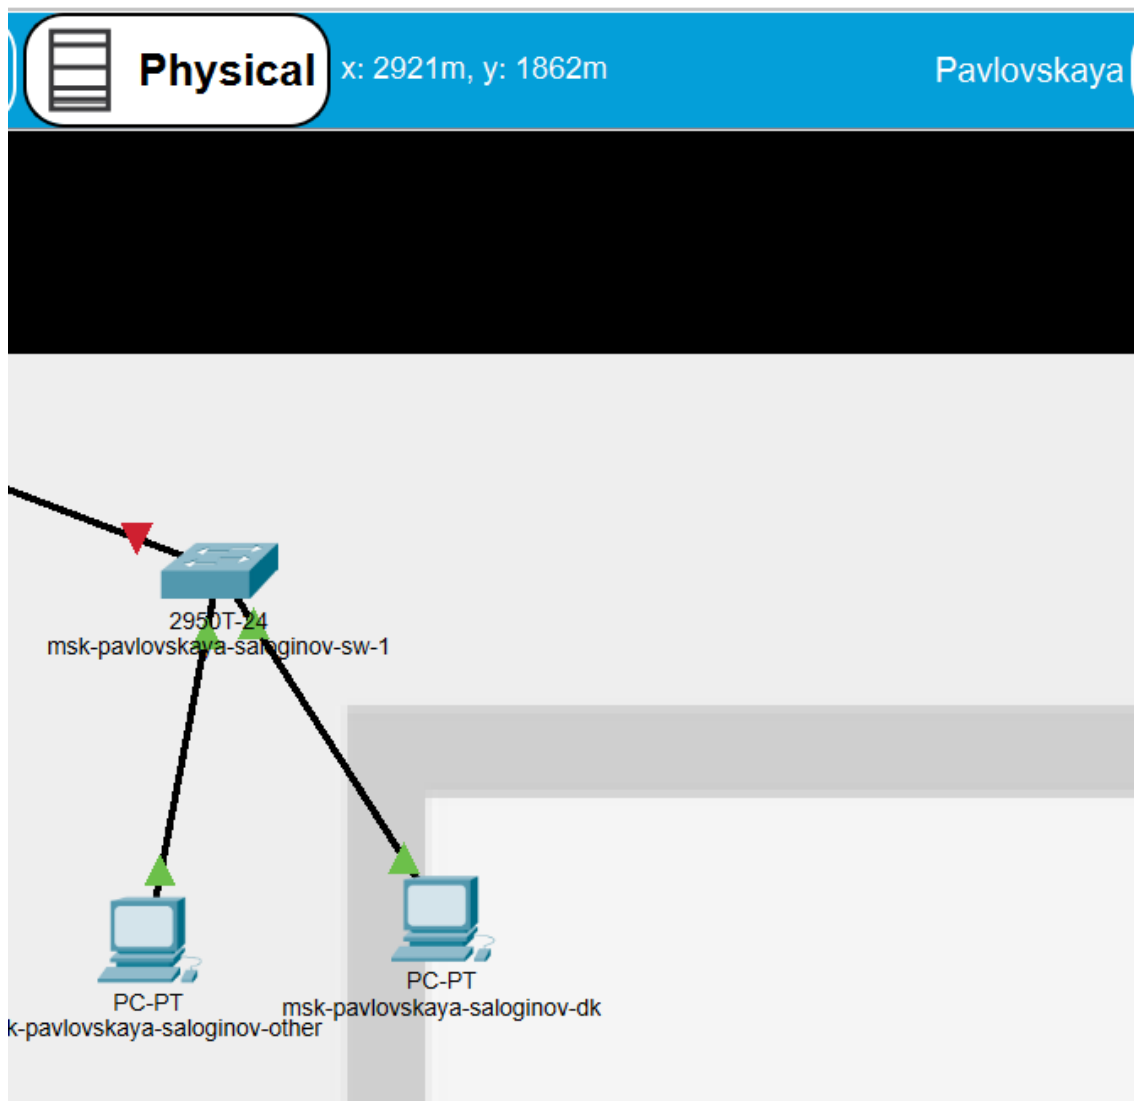 Physical
x: 2921m, y: 1862m
Pavlovskaya
2950T-24
msk-pavlovskaya-saloginov-sw-1
PC-PT
msk-pavlovskaya-saloginov-dk
PC-PT
k-pavlovskaya-saloginov-other